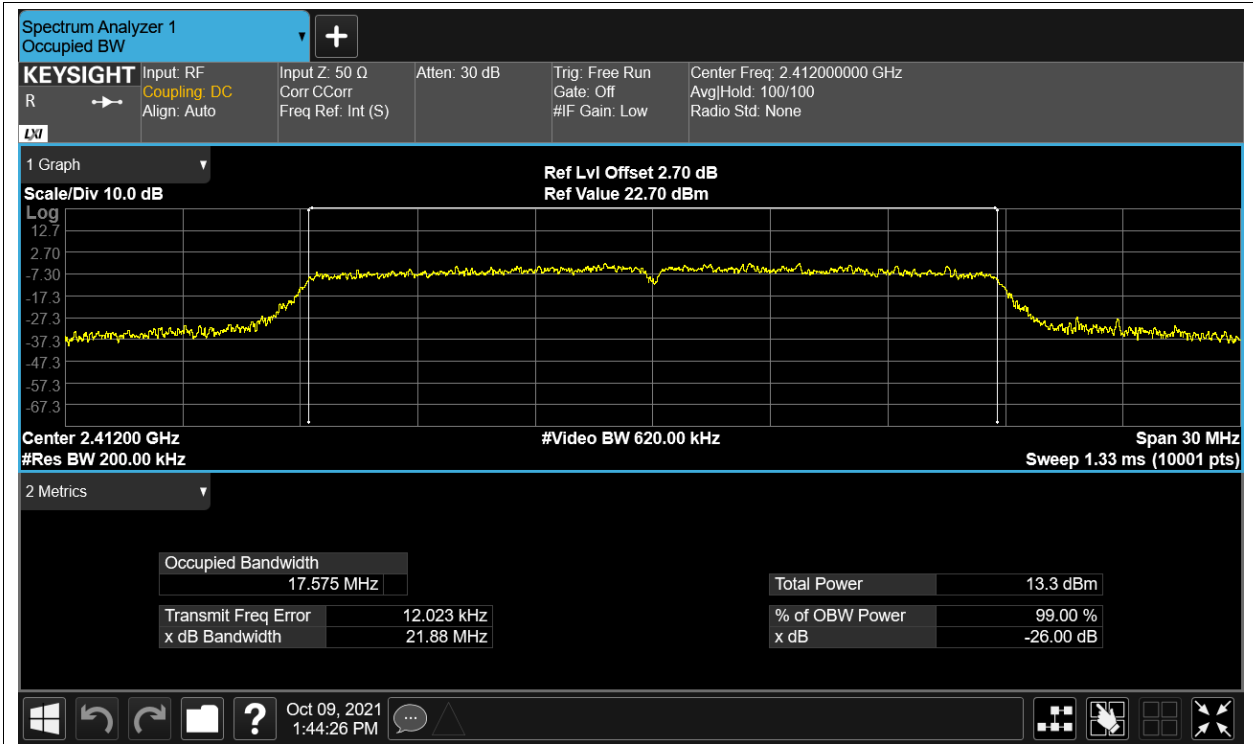 Spectrum Analyzer 1
Occupied BW
KEYSIGHT
R
LXI
Input: RF
Coupling: DC
Align: Auto
Input Z: 50 Ω
Corr CCorr
Freq Ref: Int (S)
Atten: 30 dB
Trig: Free Run
Gate: Off
#IF Gain: Low
Center Freq: 2.412000000 GHz
Avg|Hold: 100/100
Radio Std: None
1 Graph
Scale/Div 10.0 dB
Ref Lvl Offset 2.70 dB
Ref Value 22.70 dBm
Log
12.7
2.70
-7.30
-17.3
-27.3
-37.3
-47.3
-57.3
-67.3
Center 2.41200 GHz
#Video BW 620.00 kHz
Span 30 MHz
#Res BW 200.00 kHz
Sweep 1.33 ms (10001 pts)
2 Metrics
Occupied Bandwidth
17.575 MHz
Transmit Freq Error 12.023 kHz
x dB Bandwidth 21.88 MHz
Total Power 13.3 dBm
% of OBW Power 99.00 %
x dB -26.00 dB
?
Oct 09, 2021
1:44:26 PM